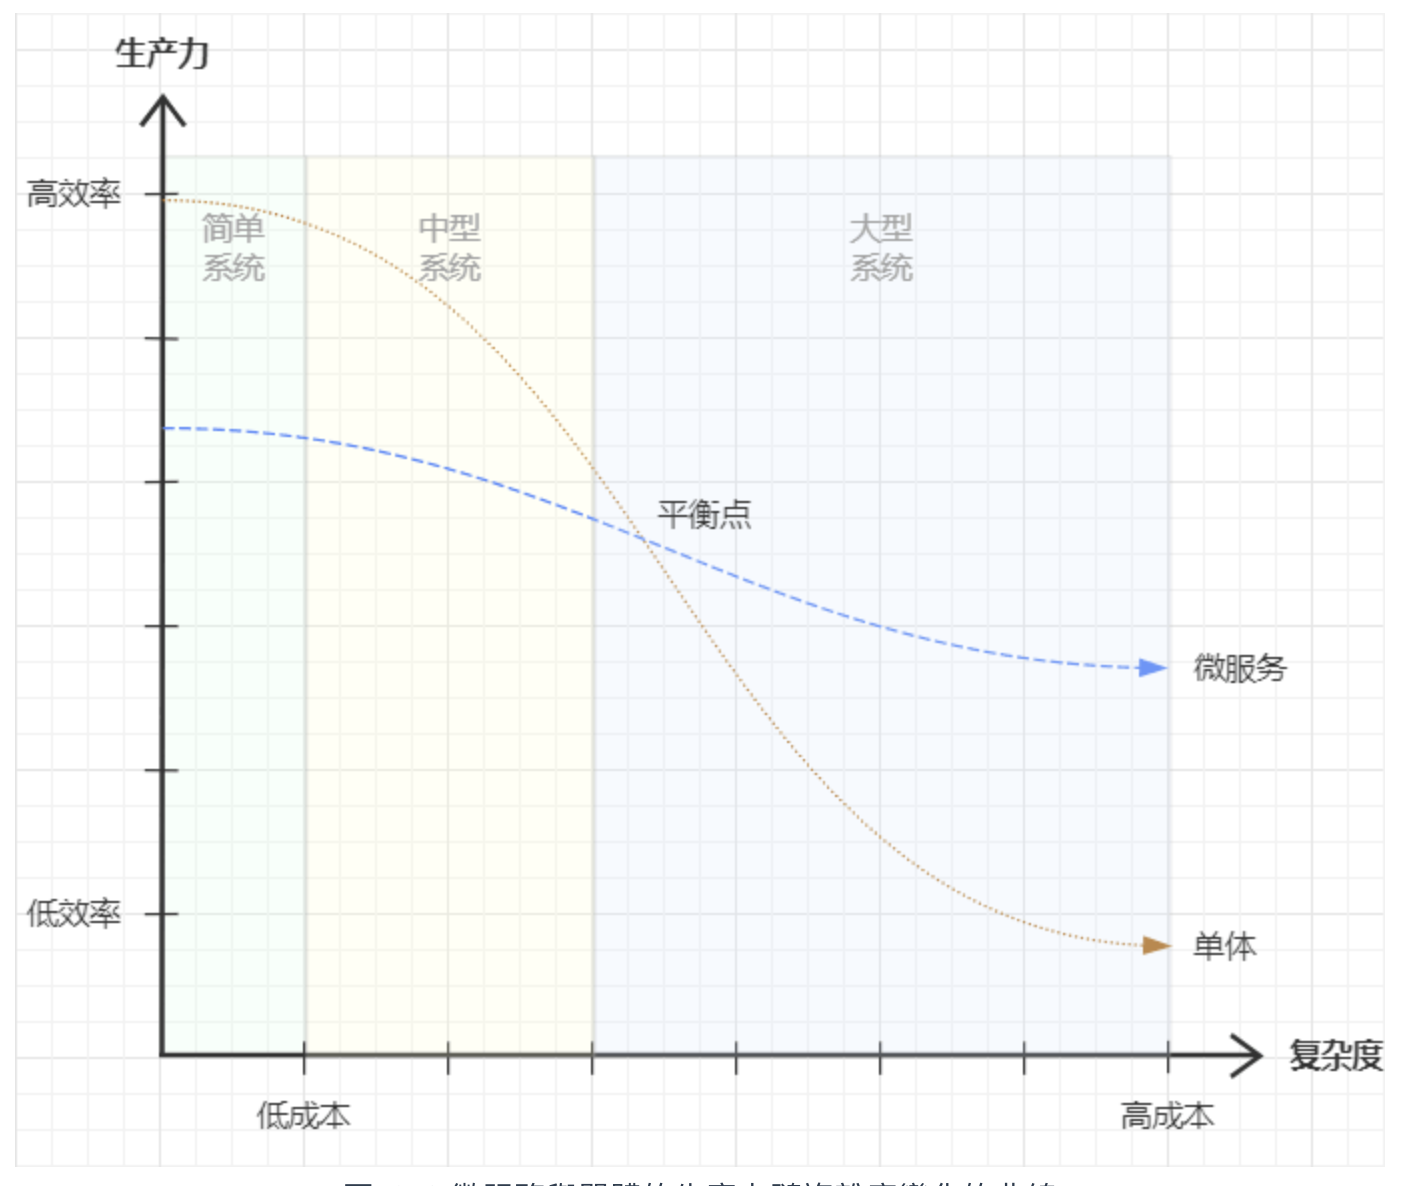 生产力
高效率
简单
系统
中型
系统
大型
系统
平衡点
微服务
低效率
单体
复杂度
低成本
高成本